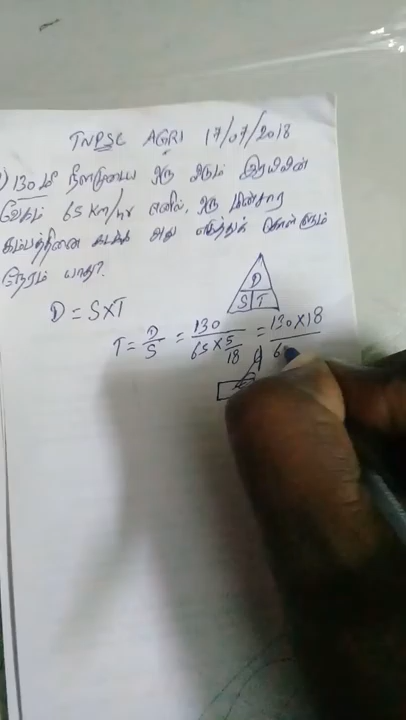 TNPSC AGRI 17/07/2018
1) 130 மீ நீளமுடைய ஒரு ஓடும் இரயிலின்
வேகம் 65 Km/hr எனில், ஒரு மின்சார
கம்பத்தினை கடக்க அது எடுத்துக் கொள்ளும்
நேரம் யாது?
D
S T
D = S×T
T = D/S = 130/(65 × 5/18) = 130×18/6